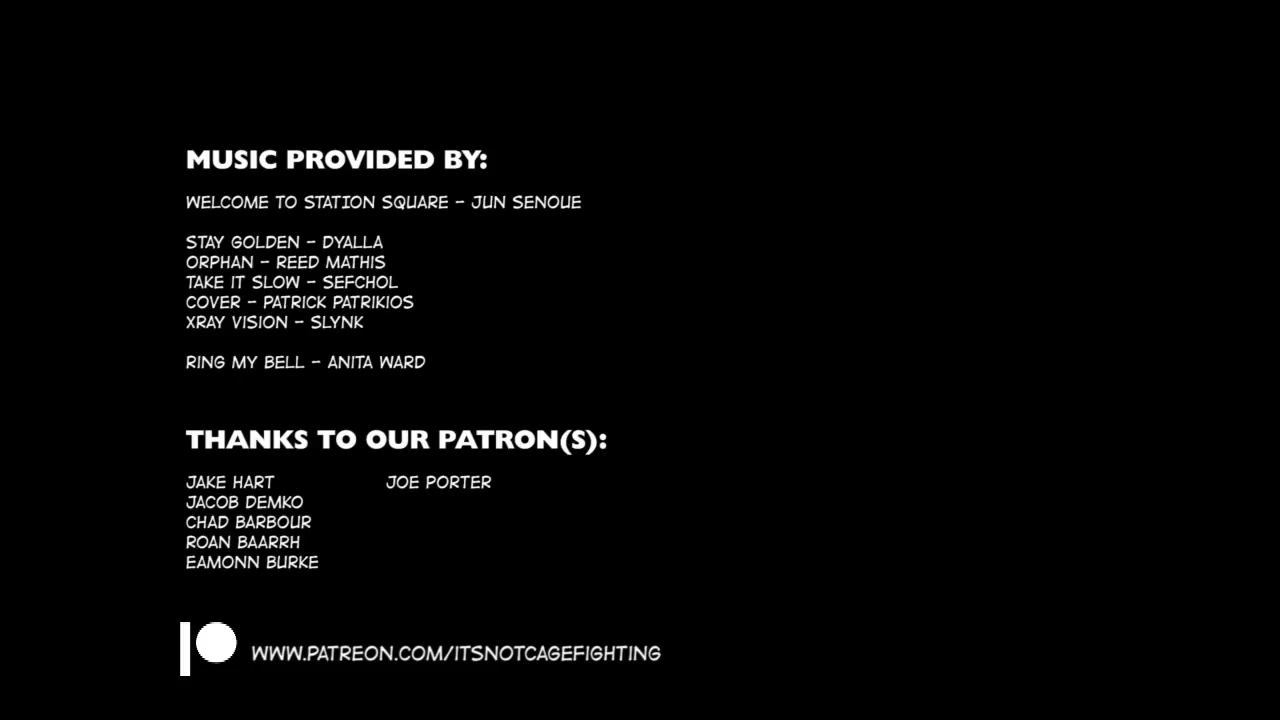 MUSIC PROVIDED BY:
WELCOME TO STATION SQUARE - JUN SENOUE
STAY GOLDEN - DYALLA
ORPHAN - REED MATHIS
TAKE IT SLOW - SEFCHOL
COVER - PATRICK PATRIKIOS
XRAY VISION - SLYNK
RING MY BELL - ANITA WARD
THANKS TO OUR PATRON(S):
JAKE HART
JACOB DEMKO
CHAD BARBOUR
ROAN BAARRH
EAMONN BURKE
JOE PORTER
WWW.PATREON.COM/ITSNOTCAGEFIGHTING